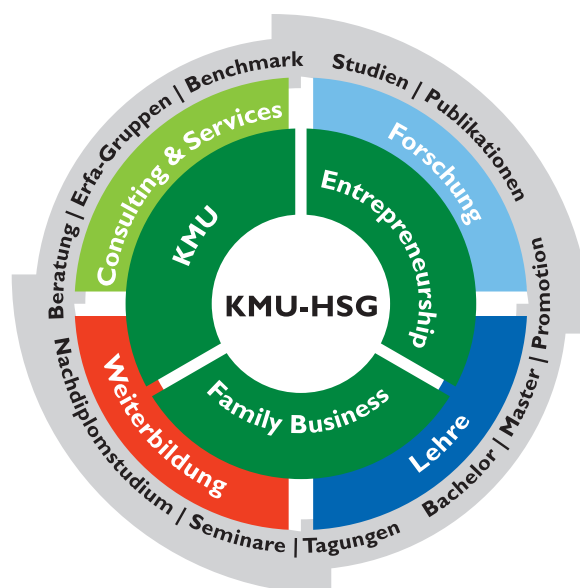 Beratung | Erfa-Gruppen | Benchmark
Studien | Publikationen
Consulting & Services
Forschung
KMU
Entrepreneurship
KMU-HSG
Family Business
Weiterbildung
Lehre
Nachdiplomstudium | Seminare | Tagungen
Bachelor | Master | Promotion